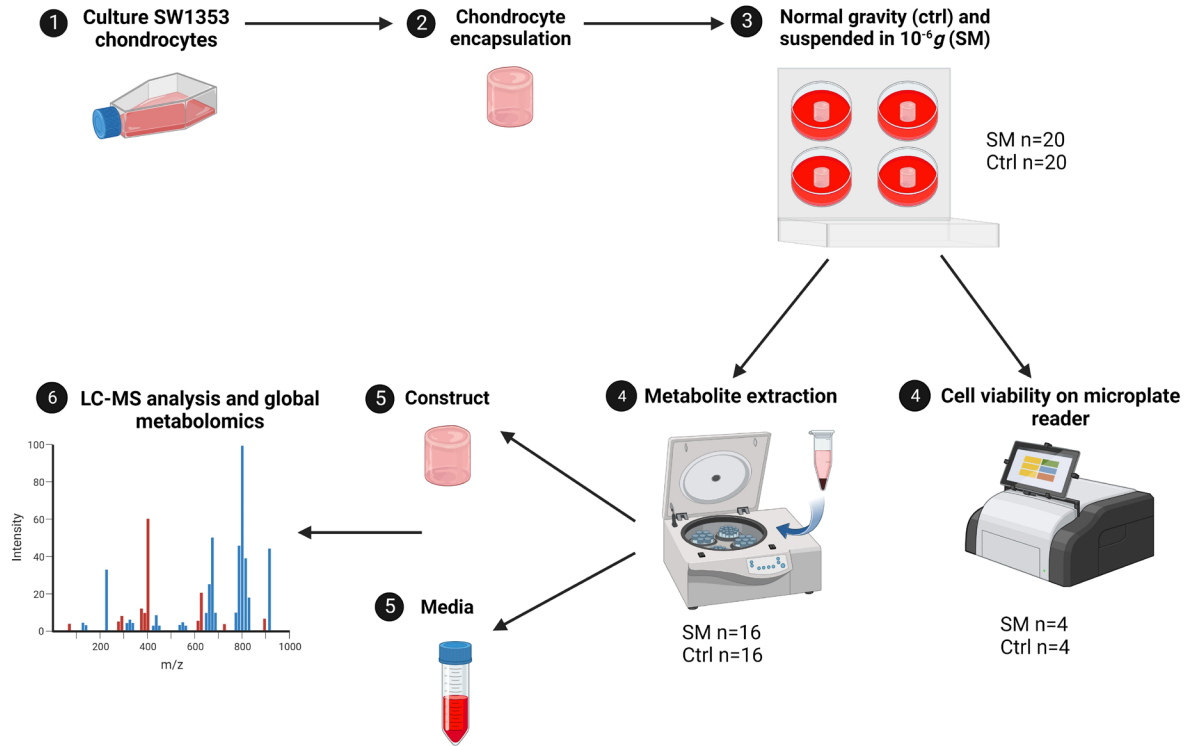 1 Culture SW1353
chondrocytes
2 Chondrocyte
encapsulation
3 Normal gravity (ctrl) and
suspended in 10⁻⁶g (SM)
SM n=20
Ctrl n=20
4 Metabolite extraction
SM n=16
Ctrl n=16
4 Cell viability on microplate
reader
SM n=4
Ctrl n=4
5 Construct
5 Media
6 LC-MS analysis and global
metabolomics
Intensity
100
80
60
40
20
0
200 400 600 800 1000
m/z